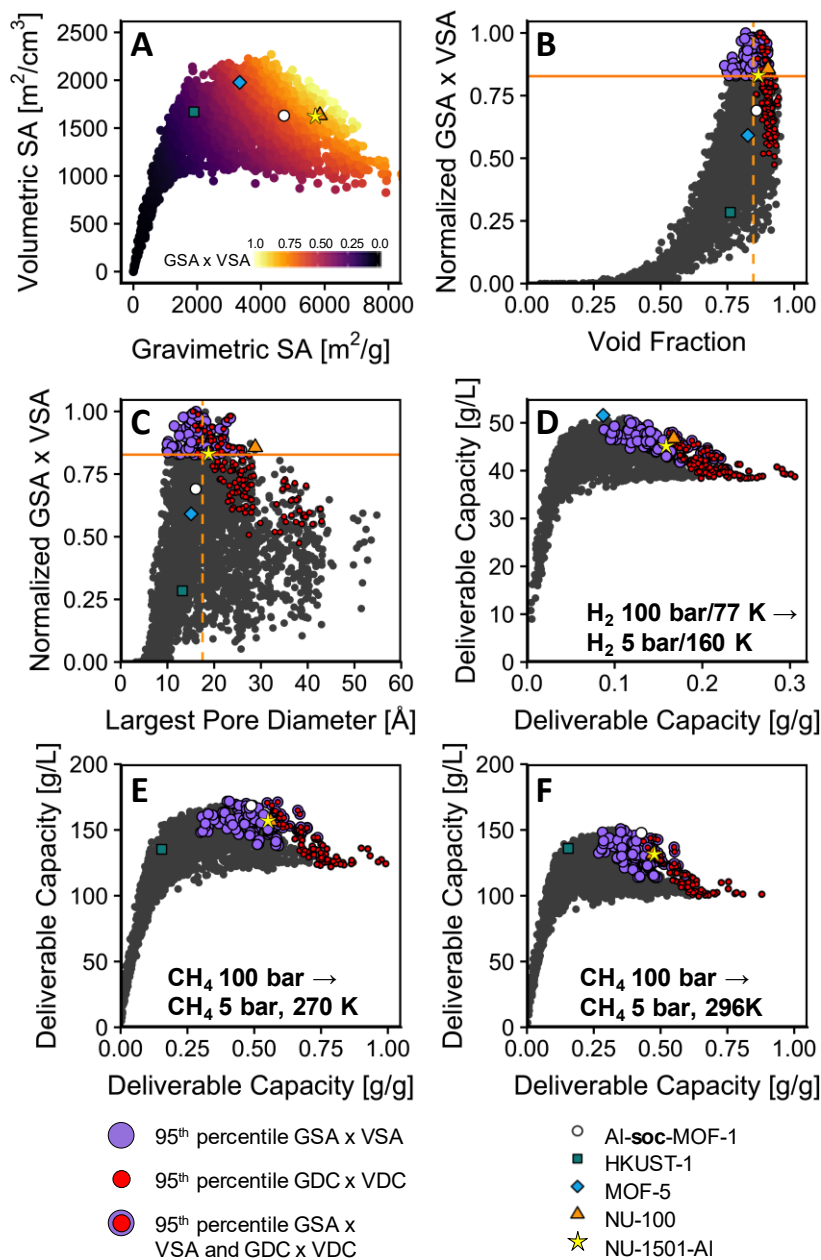 A
Volumetric SA [m²/cm³]
2500
2000
1500
1000
500
0
1.0 0.75 0.50 0.25 0.0
GSA x VSA
0 2000 4000 6000 8000
Gravimetric SA [m²/g]
B
Normalized GSA x VSA
1.00
0.75
0.50
0.25
0.00
0.00 0.25 0.50 0.75 1.00
Void Fraction
C
Normalized GSA x VSA
1.00
0.75
0.50
0.25
0.00
0 10 20 30 40 50 60
Largest Pore Diameter [Å]
D
Deliverable Capacity [g/L]
50
40
30
20
10
0
H₂ 100 bar/77 K →
H₂ 5 bar/160 K
0.0 0.1 0.2 0.3
Deliverable Capacity [g/g]
E
Deliverable Capacity [g/L]
200
150
100
50
0
CH₄ 100 bar →
CH₄ 5 bar, 270 K
0.00 0.25 0.50 0.75 1.00
Deliverable Capacity [g/g]
F
Deliverable Capacity [g/L]
200
150
100
50
0
CH₄ 100 bar →
CH₄ 5 bar, 296K
0.00 0.25 0.50 0.75 1.00
Deliverable Capacity [g/g]
95th percentile GSA x VSA
95th percentile GDC x VDC
95th percentile GSA x
VSA and GDC x VDC
Al-soc-MOF-1
HKUST-1
MOF-5
NU-100
NU-1501-Al